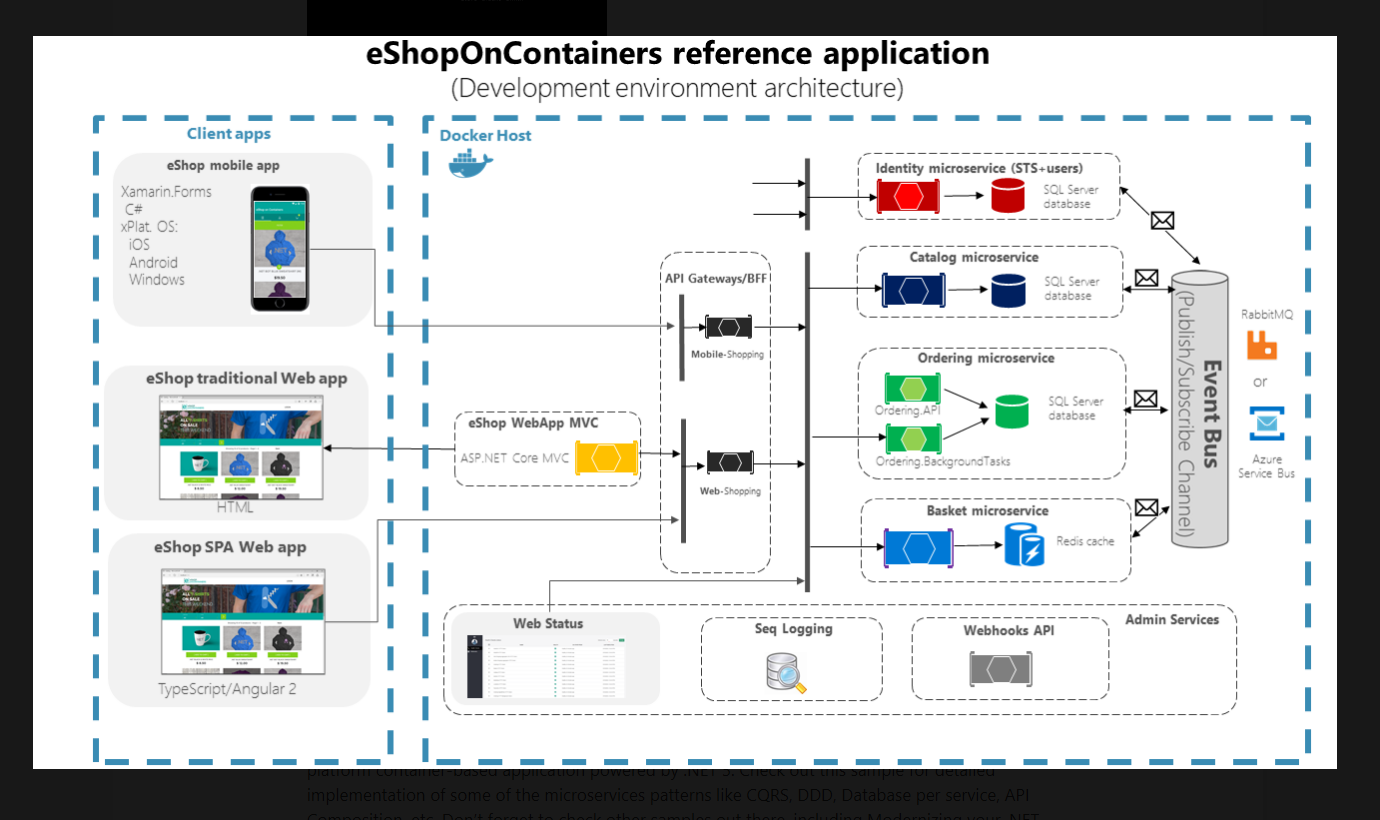 eShopOnContainers reference application
(Development environment architecture)
Client apps
eShop mobile app
Xamarin.Forms
C#
xPlat. OS:
iOS
Android
Windows
eShop traditional Web app
HTML
eShop SPA Web app
TypeScript/Angular 2
Docker Host
API Gateways/BFF
Mobile-Shopping
eShop WebApp MVC
ASP.NET Core MVC
Web-Shopping
Identity microservice (STS+users)
SQL Server
database
Catalog microservice
SQL Server
database
Ordering microservice
Ordering.API
SQL Server
database
Ordering.BackgroundTasks
Basket microservice
Redis cache
Event Bus
(Publish/Subscribe Channel)
RabbitMQ
or
Azure
Service Bus
Admin Services
Web Status
Seq Logging
Webhooks API
platform container-based application powered by .NET 5. Check out this sample for detailed
implementation of some of the microservices patterns like CQRS, DDD, Database per service, API